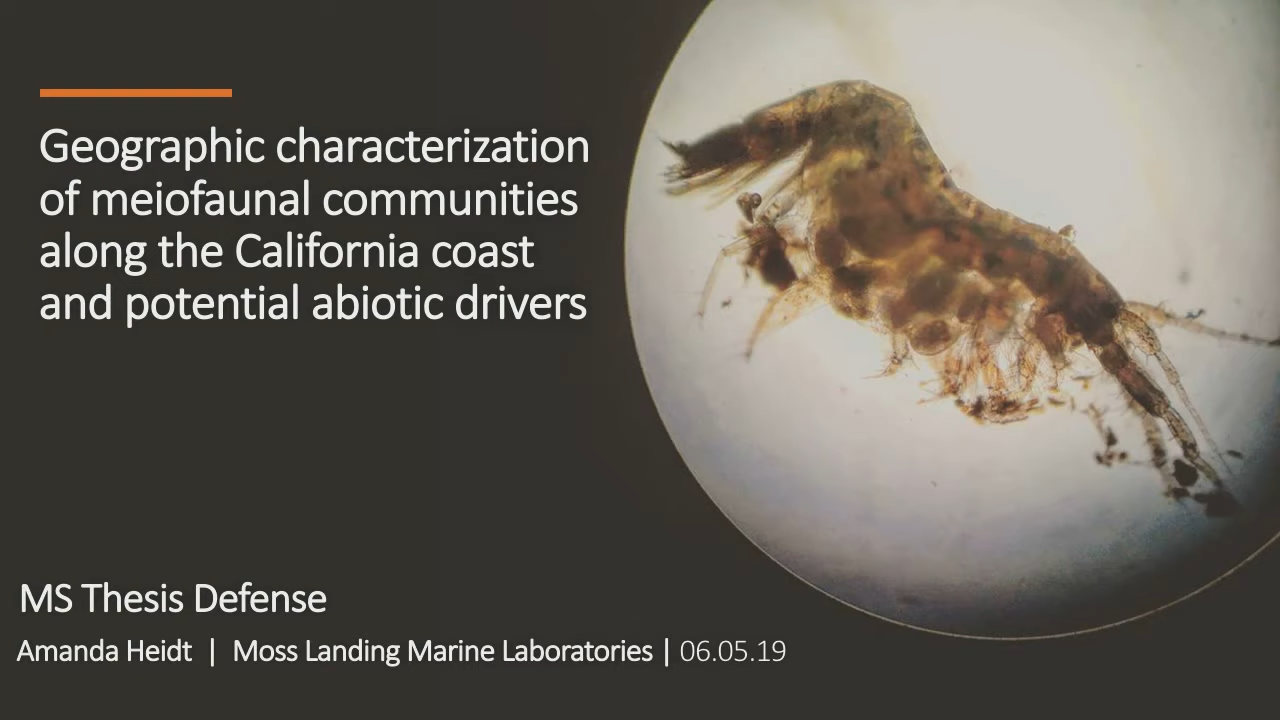 Geographic characterization
of meiofaunal communities
along the California coast
and potential abiotic drivers
MS Thesis Defense
Amanda Heidt | Moss Landing Marine Laboratories | 06.05.19